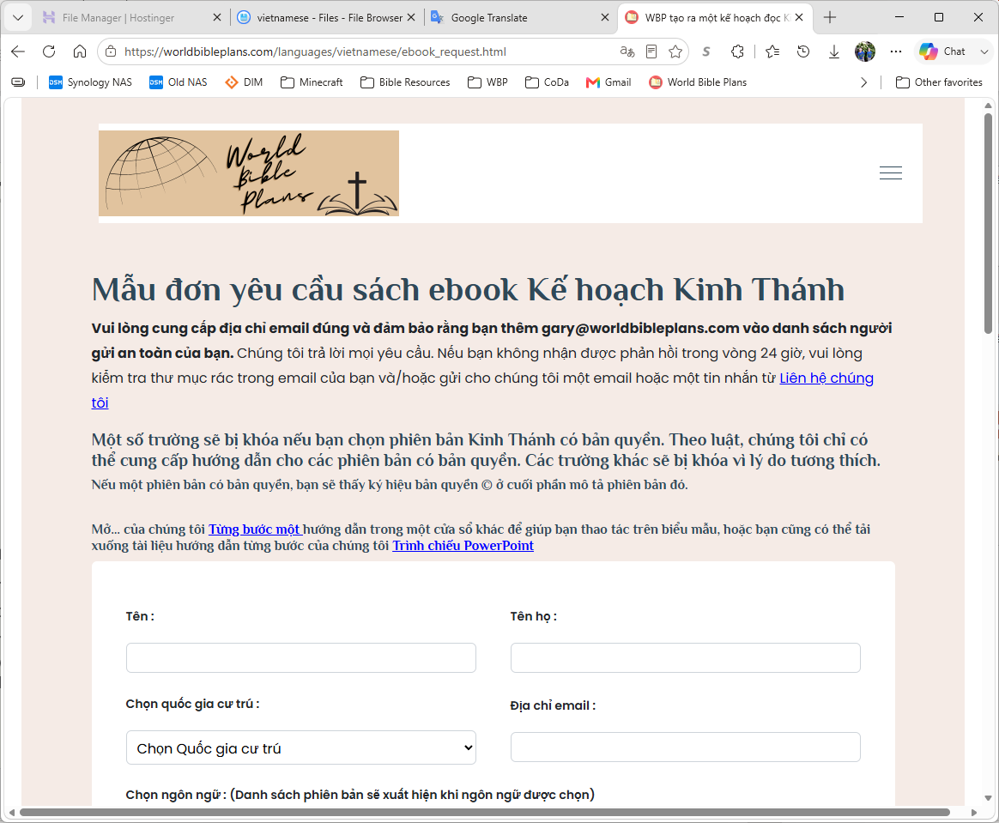 File Manager | Hostinger
vietnamese - Files - File Browser
Google Translate
WBP tạo ra một kế hoạch đọc K
https://worldbibleplans.com/languages/vietnamese/ebook_request.html
Chat
DSM Synology NAS
DSM Old NAS
DIM
Minecraft
Bible Resources
WBP
CoDa
Gmail
World Bible Plans
Other favorites
World
Bible
Plans
Mẫu đơn yêu cầu sách ebook Kế hoạch Kinh Thánh
Vui lòng cung cấp địa chỉ email đúng và đảm bảo rằng bạn thêm gary@worldbibleplans.com vào danh sách người
gửi an toàn của bạn. Chúng tôi trả lời mọi yêu cầu. Nếu bạn không nhận được phản hồi trong vòng 24 giờ, vui lòng
kiểm tra thư mục rác trong email của bạn và/hoặc gửi cho chúng tôi một email hoặc một tin nhắn từ Liên hệ chúng
tôi
Một số trường sẽ bị khóa nếu bạn chọn phiên bản Kinh Thánh có bản quyền. Theo luật, chúng tôi chỉ có
thể cung cấp hướng dẫn cho các phiên bản có bản quyền. Các trường khác sẽ bị khóa vì lý do tương thích.
Nếu một phiên bản có bản quyền, bạn sẽ thấy ký hiệu bản quyền © ở cuối phần mô tả phiên bản đó.
Mở... của chúng tôi Từng bước một hướng dẫn trong một cửa sổ khác để giúp bạn thao tác trên biểu mẫu, hoặc bạn cũng có thể tải
xuống tài liệu hướng dẫn từng bước của chúng tôi Trình chiếu PowerPoint
Tên :
Tên họ :
Chọn quốc gia cư trú :
Địa chỉ email :
Chọn Quốc gia cư trú
Chọn ngôn ngữ : (Danh sách phiên bản sẽ xuất hiện khi ngôn ngữ được chọn)